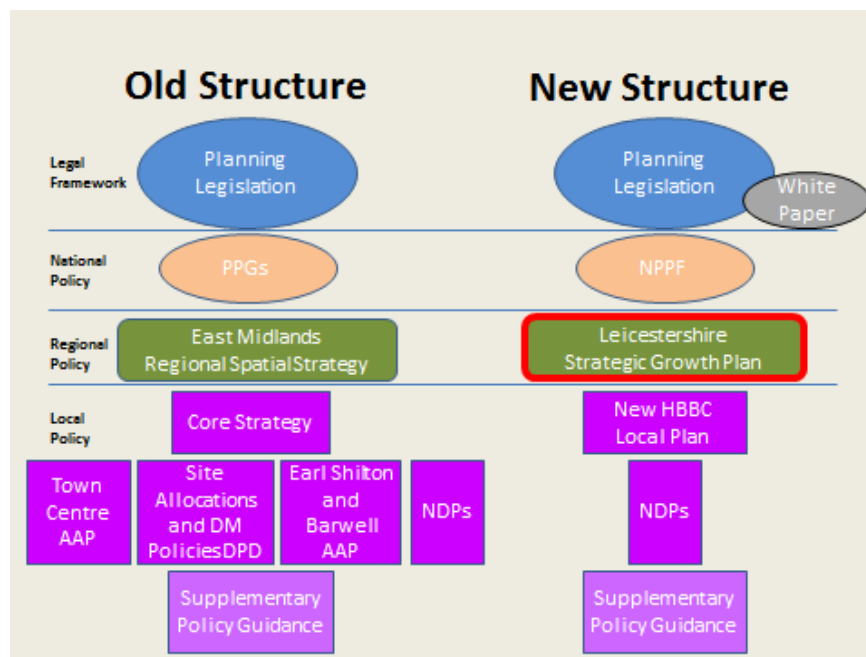 Old Structure
New Structure
Legal
Framework
Planning
Legislation
Planning
Legislation
White
Paper
National
Policy
PPGs
NPPF
Regional
Policy
East Midlands
Regional Spatial Strategy
Leicestershire
Strategic Growth Plan
Local
Policy
Core Strategy
New HBBC
Local Plan
Town
Centre
AAP
Site
Allocations
and DM
Policies DPD
Earl Shilton
and
Barwell
AAP
NDPs
NDPs
Supplementary
Policy Guidance
Supplementary
Policy Guidance